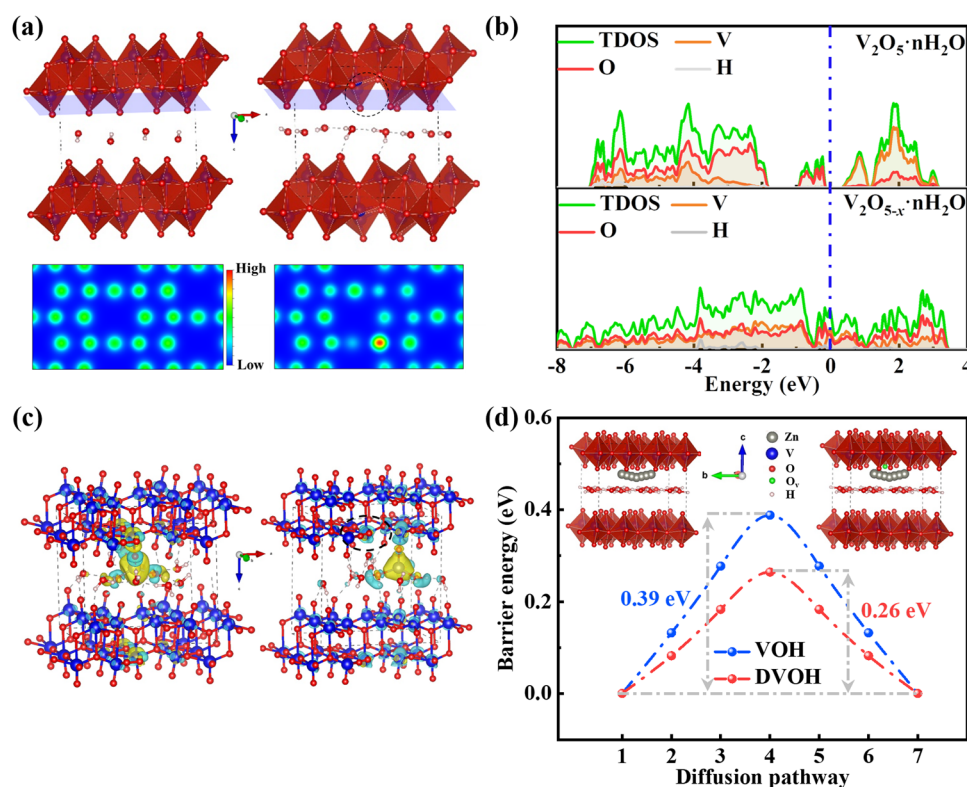 (a)
High
Low
(b)
TDOS V
O H
V₂O₅·nH₂O
TDOS V
O H
V₂O₅₋ₓ·nH₂O
-8 -6 -4 -2 0 2 4
Energy (eV)
(c)
(d)
0.6
0.4
0.2
0.0
Barrier energy (eV)
c
b
Zn
V
O
Oᵥ
H
0.39 eV
0.26 eV
VOH
DVOH
1 2 3 4 5 6 7
Diffusion pathway